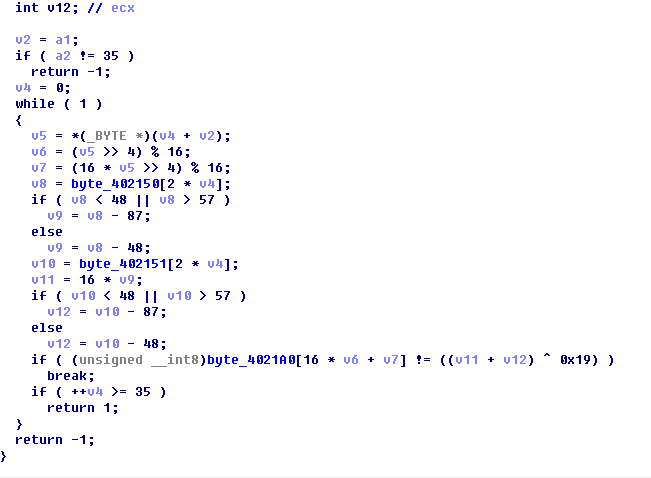 int v12; // ecx
v2 = a1;
if ( a2 != 35 )
return -1;
v4 = 0;
while ( 1 )
{
v5 = *(_BYTE *)(v4 + v2);
v6 = (v5 >> 4) % 16;
v7 = (16 * v5 >> 4) % 16;
v8 = byte_402150[2 * v4];
if ( v8 < 48 || v8 > 57 )
v9 = v8 - 87;
else
v9 = v8 - 48;
v10 = byte_402151[2 * v4];
v11 = 16 * v9;
if ( v10 < 48 || v10 > 57 )
v12 = v10 - 87;
else
v12 = v10 - 48;
if ( (unsigned __int8)byte_4021A0[16 * v6 + v7] != ((v11 + v12) ^ 0x19) )
break;
if ( ++v4 >= 35 )
return 1;
}
return -1;
}